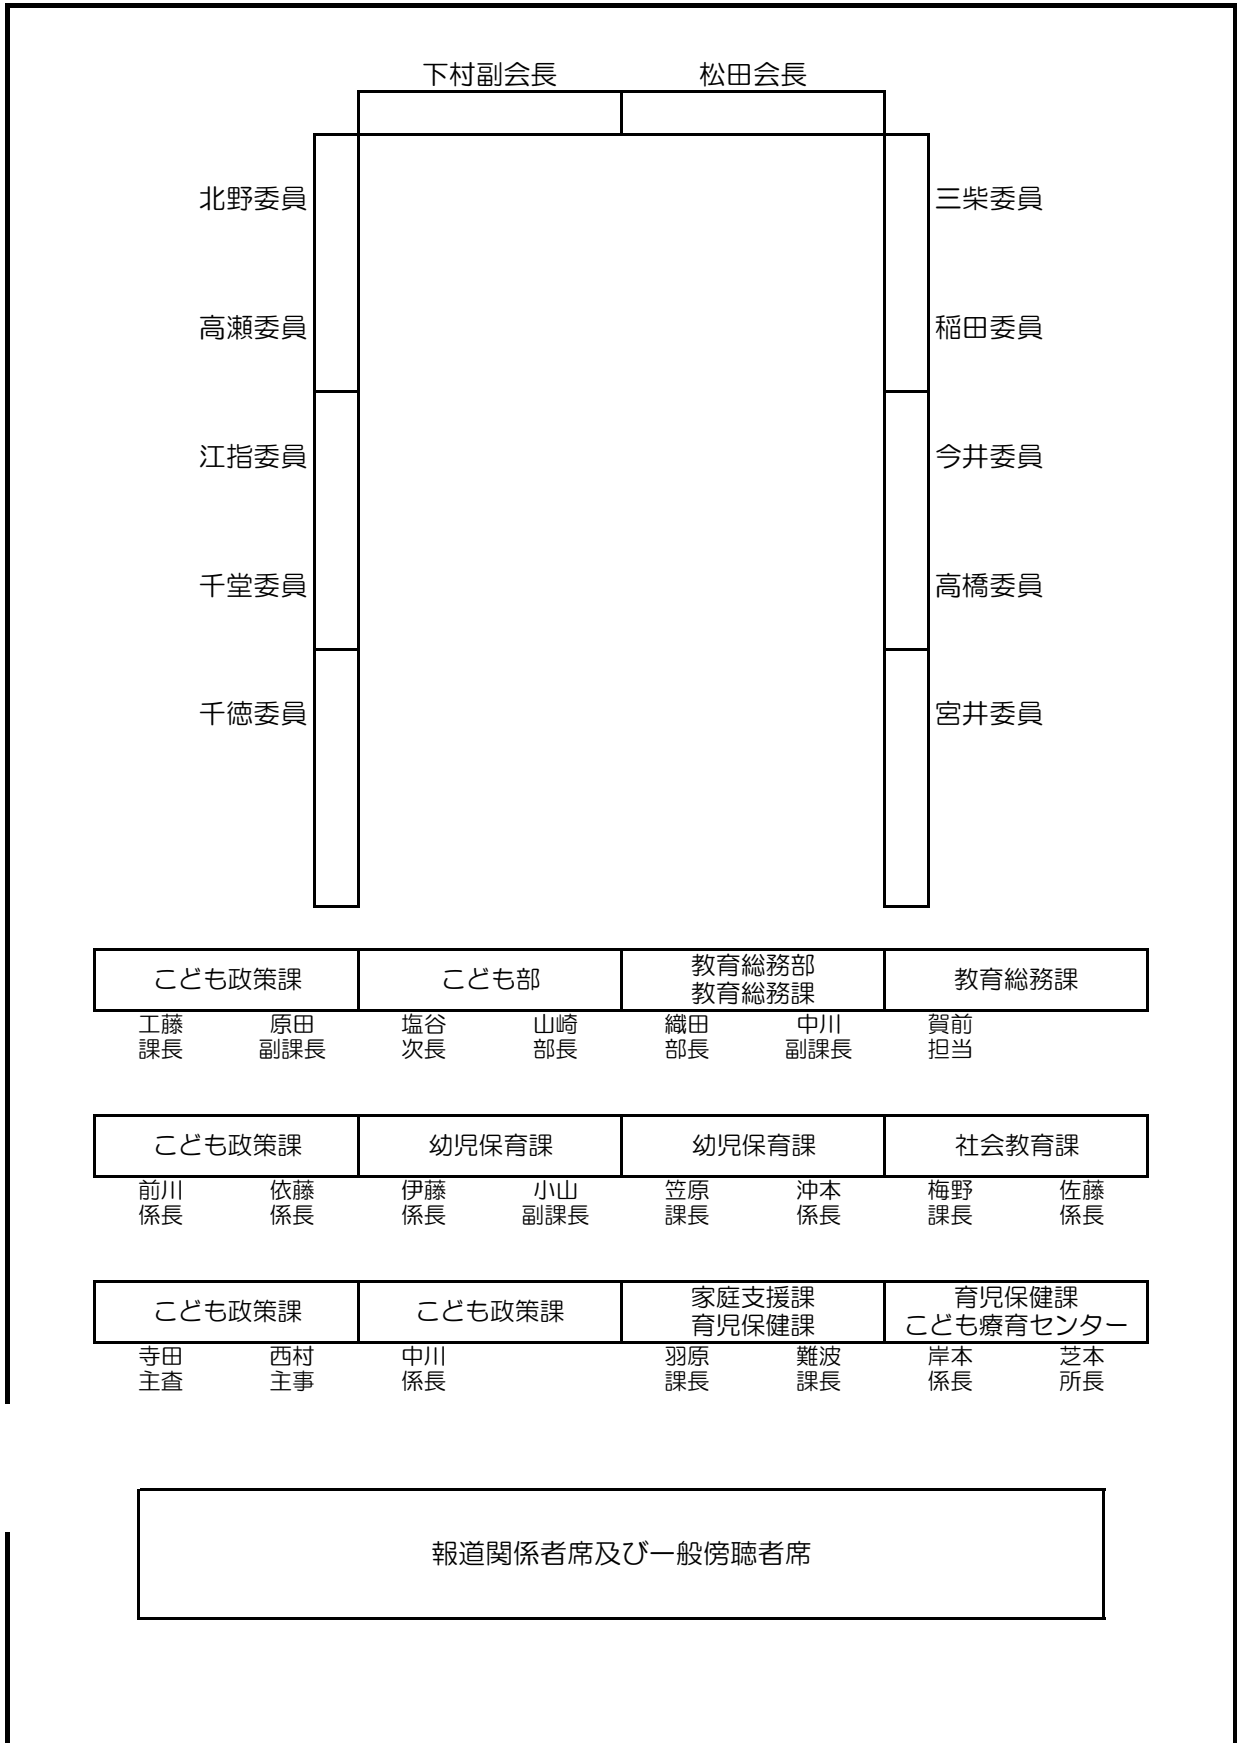 下村副会長 松田会長
北野委員 三柴委員
高瀬委員 稲田委員
江指委員 今井委員
千堂委員 高橋委員
千徳委員 宮井委員
こども政策課 こども部 教育総務部 教育総務課
教育総務課
工藤 原田 塩谷 山崎 織田 中川 賀前
課長 副課長 次長 部長 部長 副課長 担当
こども政策課 幼児保育課 幼児保育課 社会教育課
前川 依藤 伊藤 小山 笠原 沖本 梅野 佐藤
係長 係長 係長 副課長 課長 係長 課長 係長
こども政策課 こども政策課 家庭支援課 育児保健課
育児保健課 こども療育センター
寺田 西村 中川 羽原 難波 岸本 芝本
主査 主事 係長 課長 課長 係長 所長
報道関係者席及び一般傍聴者席